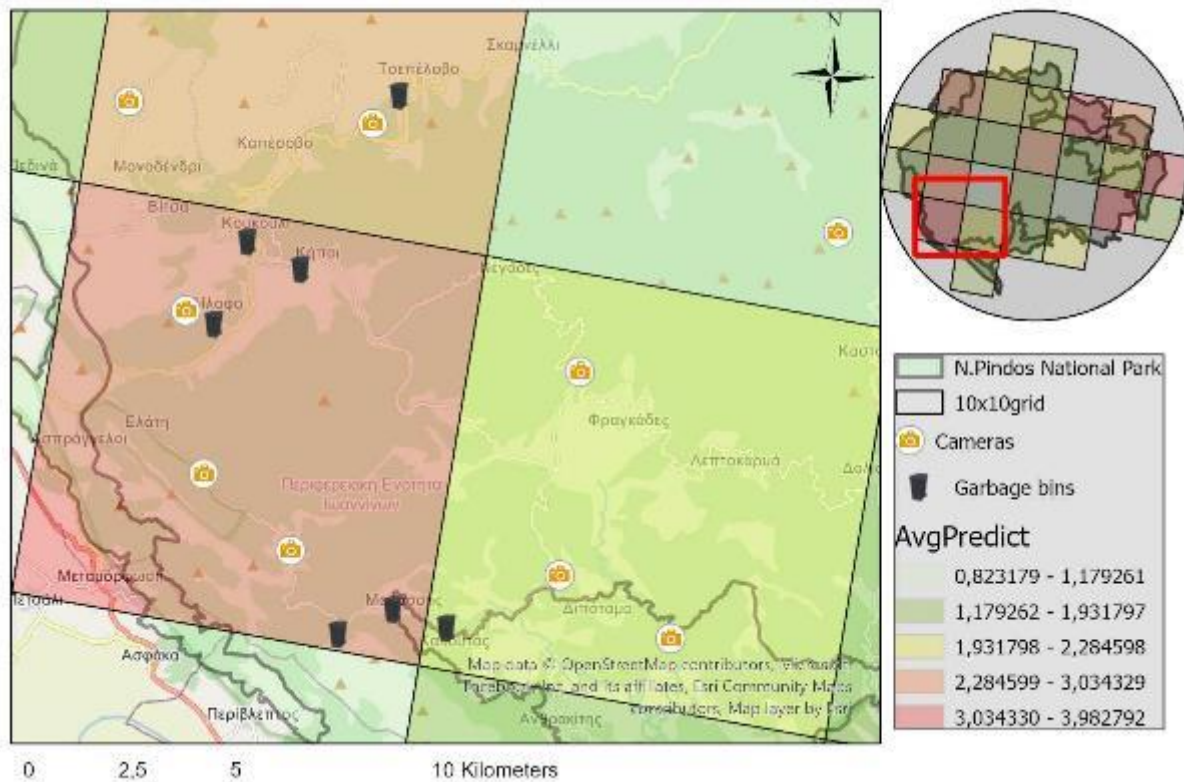 Σκαμνέλλι
Τσεπέλοβο
Καπέσοβο
Μονοδένδρι
Βίτσα
Κουκούλι
Κήποι
Ελάτη
Φραγκάδες
Λεπτοκαρυά
Περιφερειακή Ενότητα
Ιωαννίνων
Μεταμόρφωση
Διπόταμα
Ασφάκα
Περίβλεπτος
Ανθρακίτης
Map data © OpenStreetMap contributors, Microsoft,
Facebook, Inc. and its affiliates, Esri Community Maps
contributors, Map layer by Esri
N.Pindos National Park
10x10grid
Cameras
Garbage bins
AvgPredict
0,823179 - 1,179261
1,179262 - 1,931797
1,931798 - 2,284598
2,284599 - 3,034329
3,034330 - 3,982792
0 2,5 5 10 Kilometers